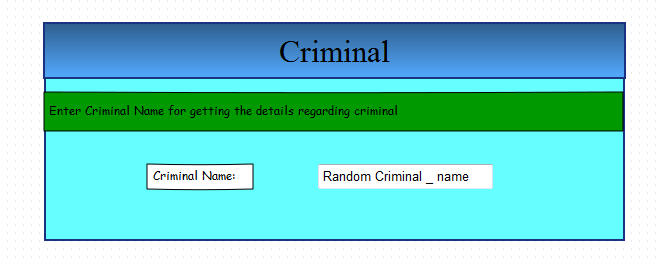 Criminal
Enter Criminal Name for getting the details regarding criminal
Criminal Name:
Random Criminal _ name